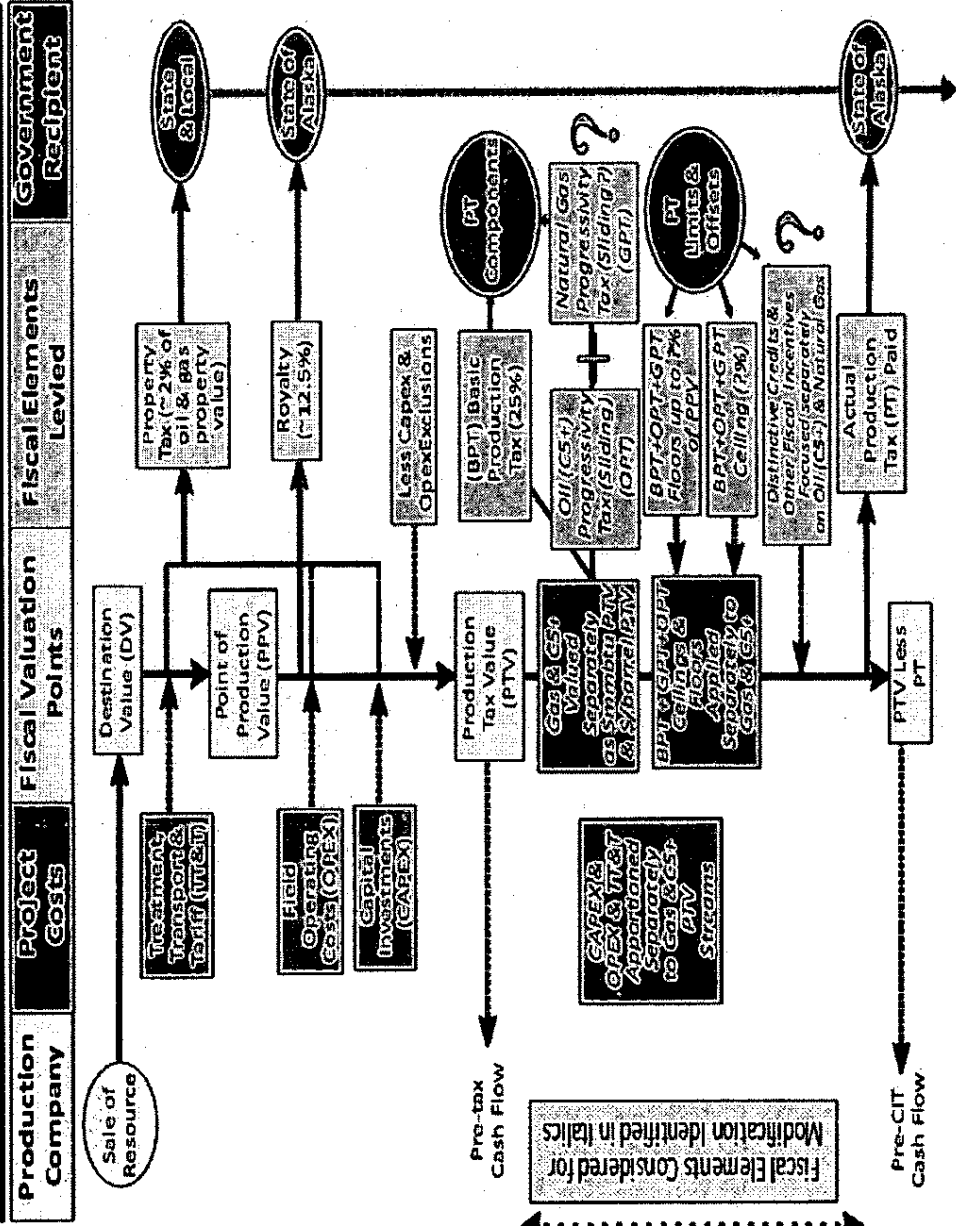 Production
Company
Project
Costs
Fiscal Valuation
Points
Fiscal Elements
Levied
Government
Recipient
Sale of
Resource
Destination
Value (DV)
Treatment,
Transport &
Tariff (TT&T)
Property
Tax (~2% of
oil & gas
property
value)
State
& Local
Point of
Production
Value (PPV)
Royalty
(~12.5%)
State of
Alaska
Field
Operating
Costs (OPEX)
Capital
Investments
(CAPEX)
Less Capex &
Opex Exclusions
Pre-tax
Cash Flow
Production
Tax Value
(PTV)
(BPT) Basic
Production
Tax (25%)
PT
Components
Gas & C5+
Valued
Separately
as $/mmbtu PTV
& $/barrel PTV
Oil (C5+)
Progressivity
Tax (Sliding)
(OPT)
Natural Gas
Progressivity
Tax (Sliding?)
(GPT)
?
CAPEX &
OPEX & TT&T
Apportioned
Separately
to Gas & C5+
PTV
Streams
BPT+GPT+OPT
Ceilings &
Floors
Applied
Separately to
Gas & C5+
BPT+OPT+GPT
Floors up to ?%
of PPV
BPT+OPT+GPT
Ceiling (?%)
PT
Limits &
Offsets
Distinctive Credits &
Other Fiscal Incentives
Focused separately
on Oil (C5+) & Natural Gas
?
Actual
Production
Tax (PT) Paid
State of
Alaska
Pre-CIT
Cash Flow
PTV Less
PT
Fiscal Elements Considered for
Modification Identified in Italics